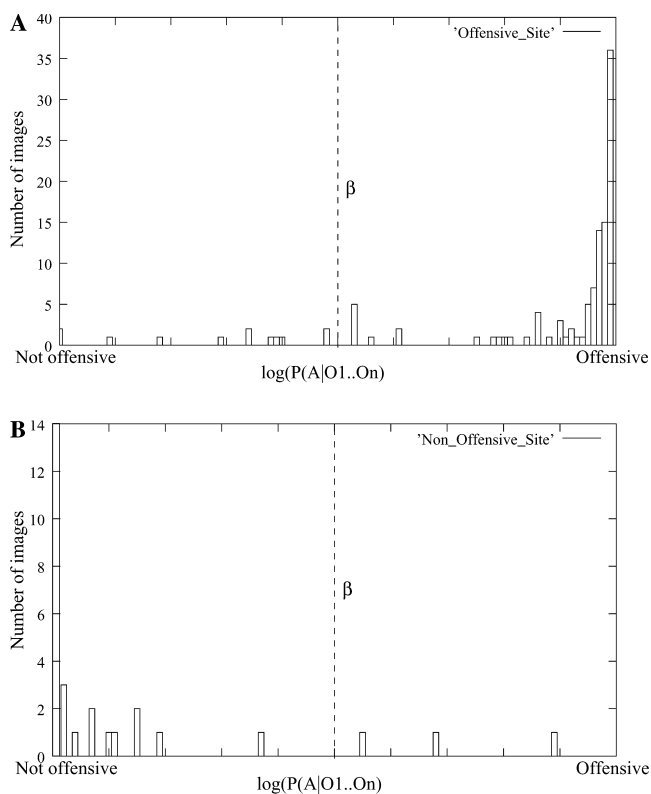 A
40
35
30
25
20
15
10
5
0
Number of images
'Offensive_Site'
β
Not offensive
Offensive
log(P(A|O1..On)
B
14
12
10
8
6
4
2
0
Number of images
'Non_Offensive_Site'
β
Not offensive
Offensive
log(P(A|O1..On)